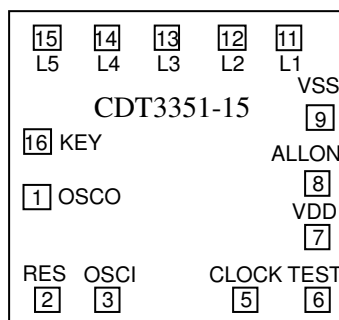 15 14 13 12 11
L5 L4 L3 L2 L1
VSS
CDT3351-15
9
16 KEY
ALLON
1 OSCO
8
VDD
7
RES OSCI CLOCK TEST
2 3 5 6